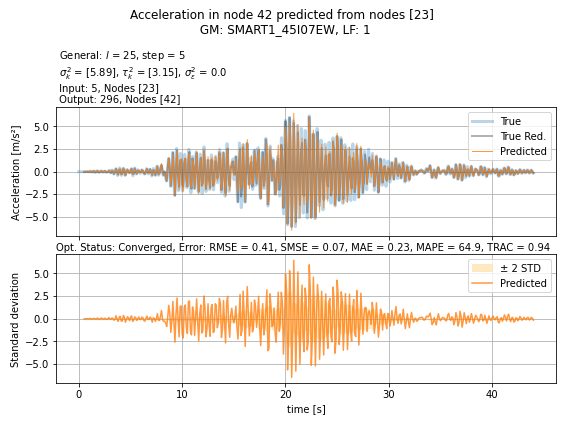 Acceleration in node 42 predicted from nodes [23]
GM: SMART1_45I07EW, LF: 1
General: l = 25, step = 5
σ²ₖ = [5.89], τ²ₖ = [3.15], σ²ε = 0.0
Input: 5, Nodes [23]
Output: 296, Nodes [42]
Acceleration [m/s²]
5.0
2.5
0.0
−2.5
−5.0
True
True Red.
Predicted
Opt. Status: Converged, Error: RMSE = 0.41, SMSE = 0.07, MAE = 0.23, MAPE = 64.9, TRAC = 0.94
Standard deviation
5.0
2.5
0.0
−2.5
−5.0
± 2 STD
Predicted
0 10 20 30 40
time [s]